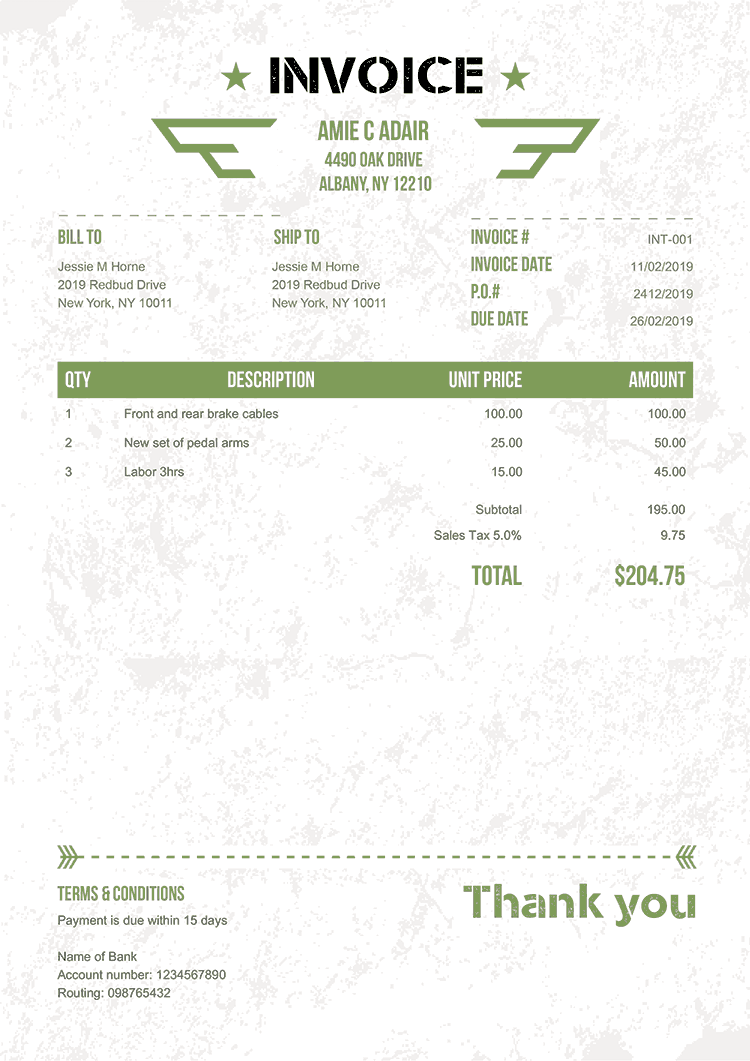 INVOICE
AMIE C ADAIR
4490 OAK DRIVE
ALBANY, NY 12210
BILL TO
Jessie M Horne
2019 Redbud Drive
New York, NY 10011
SHIP TO
Jessie M Horne
2019 Redbud Drive
New York, NY 10011
INVOICE # INT-001
INVOICE DATE 11/02/2019
P.O.# 2412/2019
DUE DATE 26/02/2019
QTY DESCRIPTION UNIT PRICE AMOUNT
1 Front and rear brake cables 100.00 100.00
2 New set of pedal arms 25.00 50.00
3 Labor 3hrs 15.00 45.00
Subtotal 195.00
Sales Tax 5.0% 9.75
TOTAL $204.75
TERMS & CONDITIONS
Payment is due within 15 days
Name of Bank
Account number: 1234567890
Routing: 098765432
Thank you